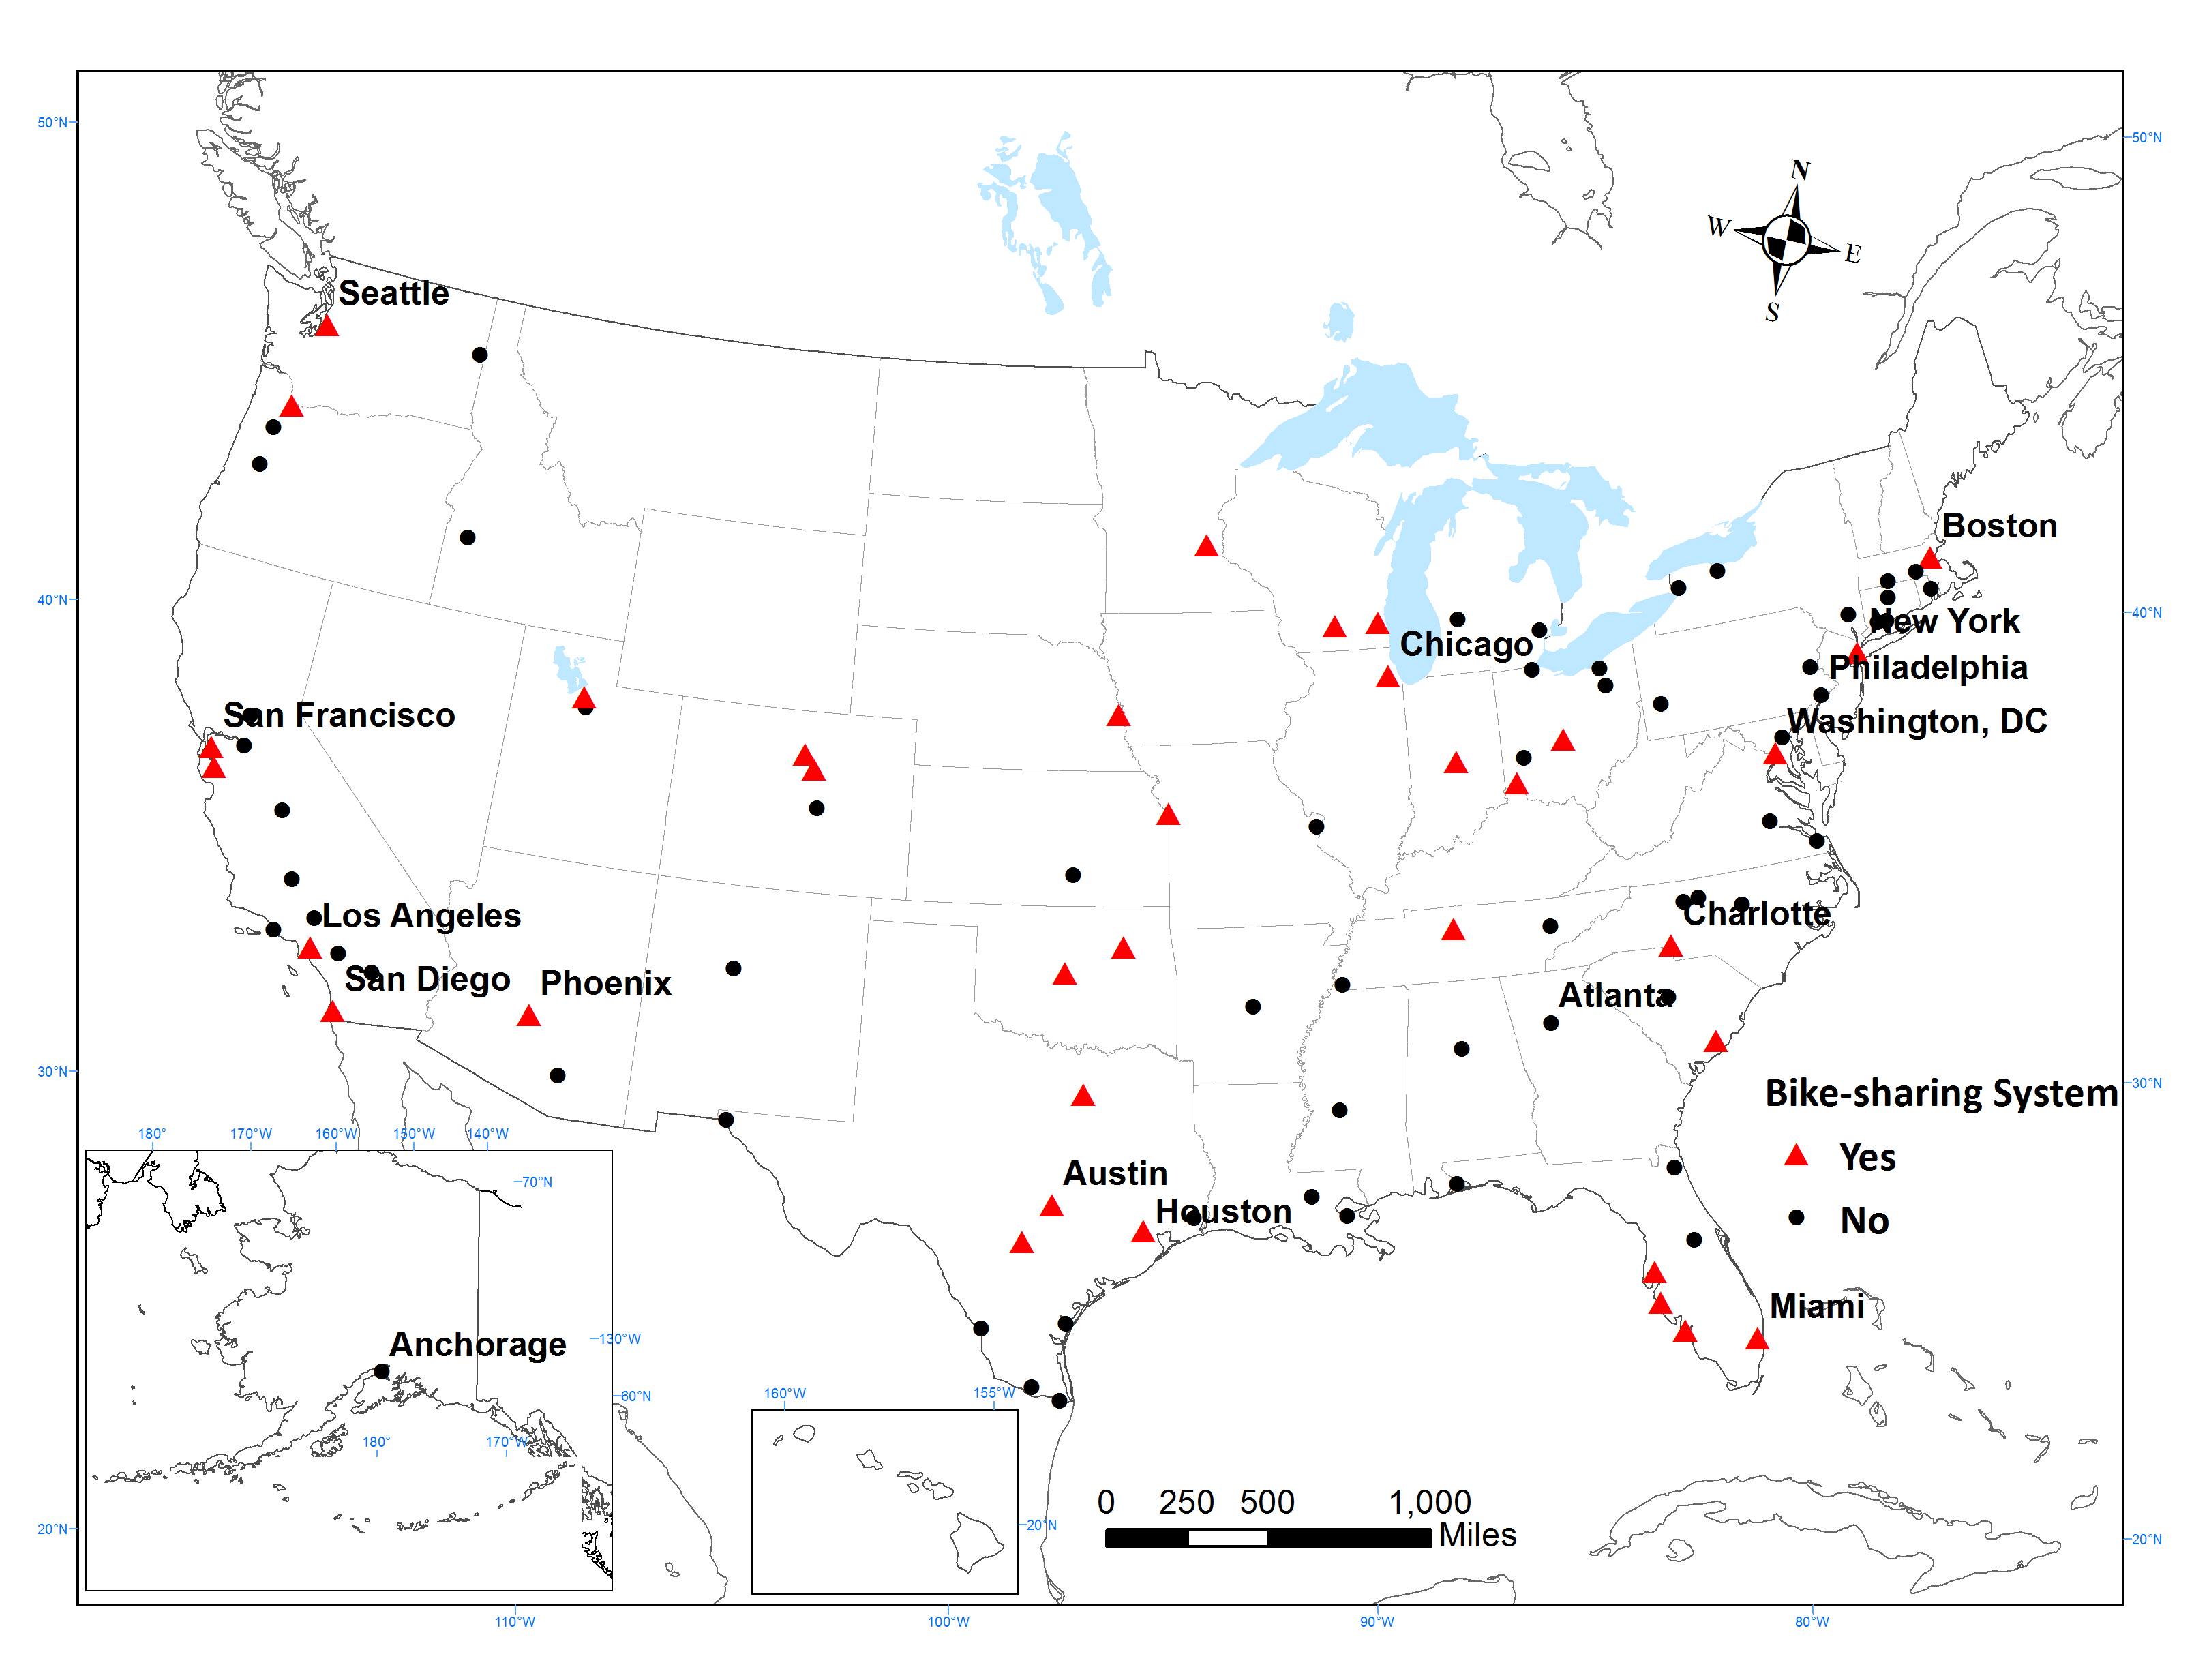 50°N
50°N
N
W
E
S
Seattle
Boston
40°N
40°N
New York
Chicago
Philadelphia
San Francisco
Washington, DC
Los Angeles
Charlotte
San Diego
Phoenix
Atlanta
30°N
30°N
Bike-sharing System
180°
170°W
160°W
150°W
140°W
Yes
Austin
70°N
Houston
No
Miami
130°W
Anchorage
60°N
160°W
155°W
180°
170°W
0 250 500 1,000
Miles
20°N
20°N
20°N
110°W
100°W
90°W
80°W